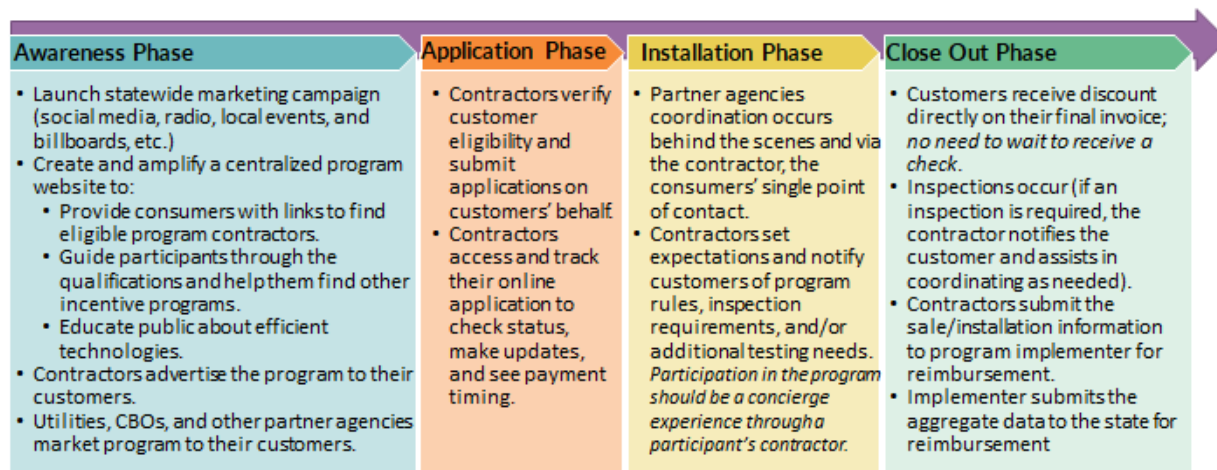 Awareness Phase
• Launch statewide marketing campaign
(social media, radio, local events, and
billboards, etc.)
• Create and amplify a centralized program
website to:
• Provide consumers with links to find
eligible program contractors.
• Guide participants through the
qualifications and help them find other
incentive programs.
• Educate public about efficient
technologies.
• Contractors advertise the program to their
customers.
• Utilities, CBOs, and other partner agencies
market program to their customers.
Application Phase
• Contractors verify
customer
eligibility and
submit
applications on
customers' behalf.
• Contractors
access and track
their online
application to
check status,
make updates,
and see payment
timing.
Installation Phase
• Partner agencies
coordination occurs
behind the scenes and via
the contractor, the
consumers' single point
of contact.
• Contractors set
expectations and notify
customers of program
rules, inspection
requirements, and/or
additional testing needs.
Participation in the program
should be a concierge
experience through a
participant's contractor.
Close Out Phase
• Customers receive discount
directly on their final invoice;
no need to wait to receive a
check.
• Inspections occur (if an
inspection is required, the
contractor notifies the
customer and assists in
coordinating as needed).
• Contractors submit the
sale/installation information
to program implementer for
reimbursement.
• Implementer submits the
aggregate data to the state for
reimbursement